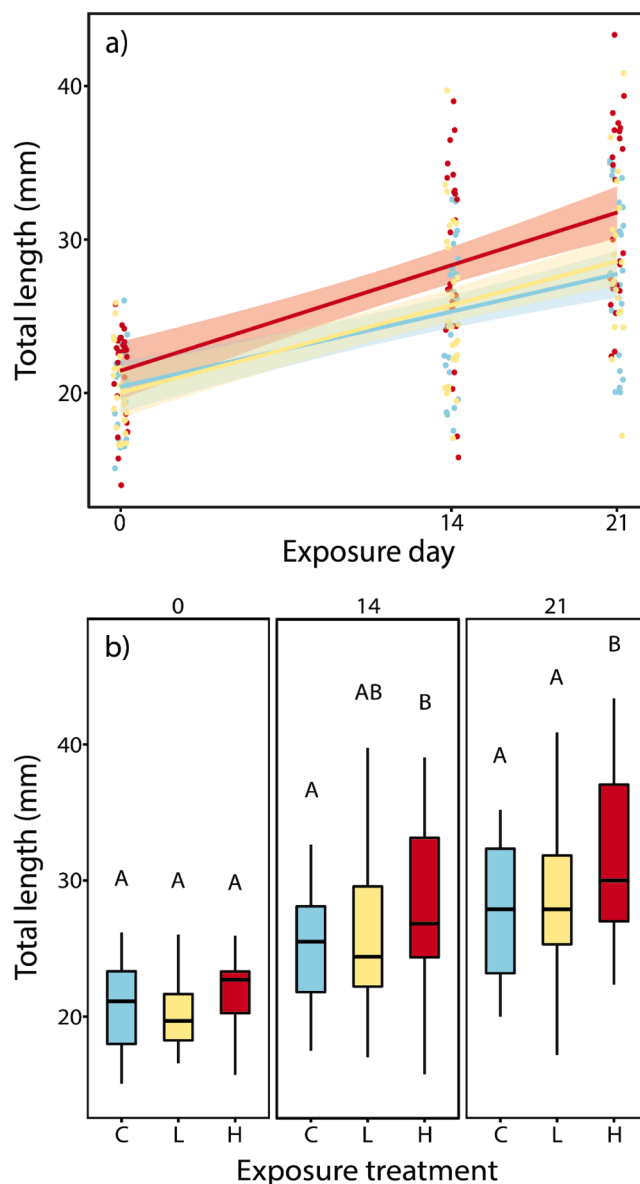 a)
Total length (mm)
40
30
20
0
14
21
Exposure day
0
14
21
b)
Total length (mm)
40
30
20
A
A
A
A
AB
B
A
A
B
C
L
H
C
L
H
C
L
H
Exposure treatment